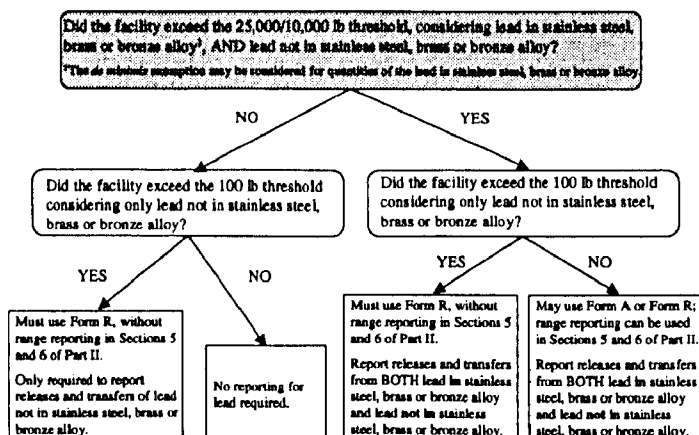 Did the facility exceed the 25,000/10,000 lb threshold, considering lead in stainless steel,
brass or bronze alloy¹, AND lead not in stainless steel, brass or bronze alloy?
¹The de minimis exemption may be considered for quantities of the lead in stainless steel, brass or bronze alloy.
NO
YES
Did the facility exceed the 100 lb threshold
considering only lead not in stainless steel,
brass or bronze alloy?
Did the facility exceed the 100 lb threshold
considering only lead not in stainless steel,
brass or bronze alloy?
YES
NO
YES
NO
Must use Form R, without
range reporting in Sections 5
and 6 of Part II.
Only required to report
releases and transfers of lead
not in stainless steel, brass or
bronze alloy.
No reporting for
lead required.
Must use Form R, without
range reporting in Sections 5
and 6 of Part II.
Report releases and transfers
from BOTH lead in stainless
steel, brass or bronze alloy
and lead not in stainless
steel, brass or bronze alloy.
May use Form A or Form R;
range reporting can be used
in Sections 5 and 6 of Part II.
Report releases and transfers
from BOTH lead in stainless
steel, brass or bronze alloy
and lead not in stainless
steel, brass or bronze alloy.